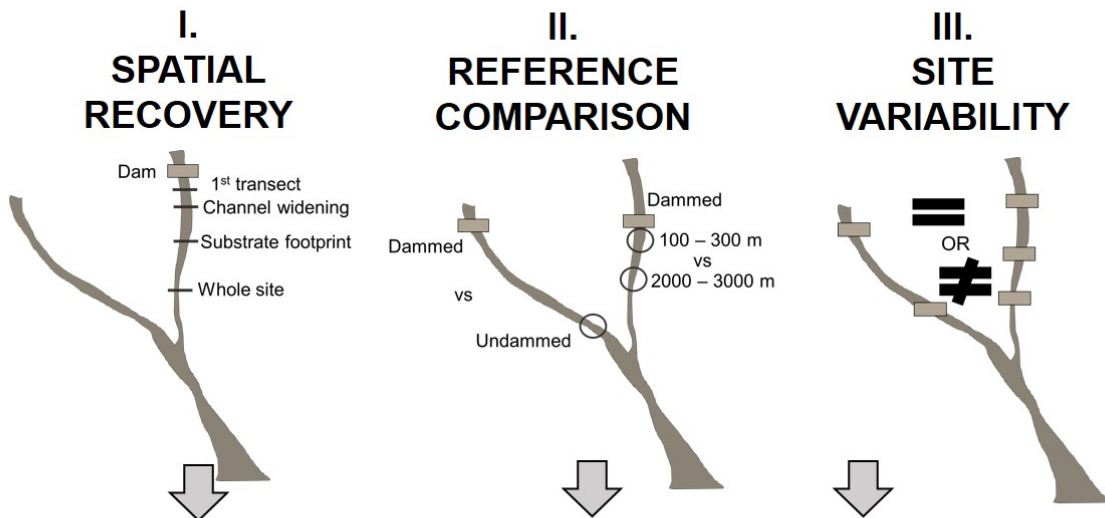 I.
SPATIAL
RECOVERY
Dam
1st transect
Channel widening
Substrate footprint
Whole site
II.
REFERENCE
COMPARISON
Dammed
Dammed
100 – 300 m
vs
2000 – 3000 m
vs
Undammed
III.
SITE
VARIABILITY
OR